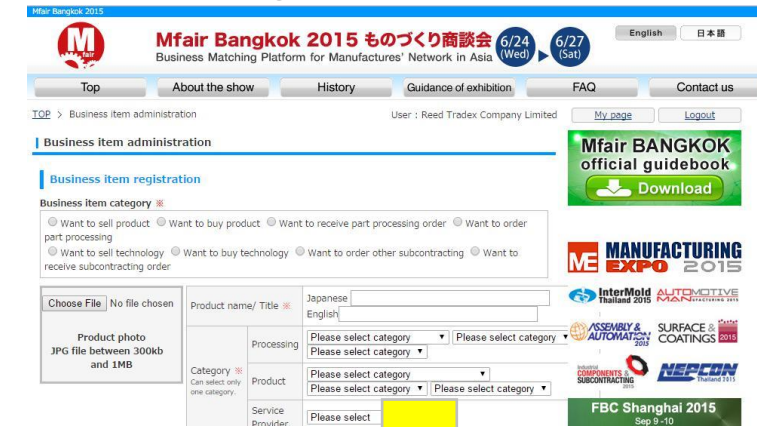 Mfair Bangkok 2015
M
fair
Mfair Bangkok 2015 ものづくり商談会 6/24 (Wed) 6/27 (Sat)
Business Matching Platform for Manufactures' Network in Asia
English 日本語
Top About the show History Guidance of exhibition FAQ Contact us
TOP > Business item administration User : Reed Tradex Company Limited My page Logout
Business item administration
Mfair BANGKOK
official guidebook
Download
Business item registration
Business item category ※
Want to sell product Want to buy product Want to receive part processing order Want to order
part processing
Want to sell technology Want to buy technology Want to order other subcontracting Want to
receive subcontracting order
ME MANUFACTURING
EXPO 2015
Choose File No file chosen
Product photo
JPG file between 300kb
and 1MB
Product name/ Title ※
Japanese
English
InterMold
Thailand 2015
AUTOMOTIVE
MANUFACTURING 2015
Category ※
Can select only
one category.
Processing
Please select category Please select category
Please select category
ASSEMBLY &
AUTOMATION
2015
SURFACE &
COATINGS 2015
Product
Please select category
Please select category Please select category
Industrial
COMPONENTS &
SUBCONTRACTING
NEPCON
Thailand 2015
Service
Provider
Please select
FBC Shanghai 2015
Sep 9 -10